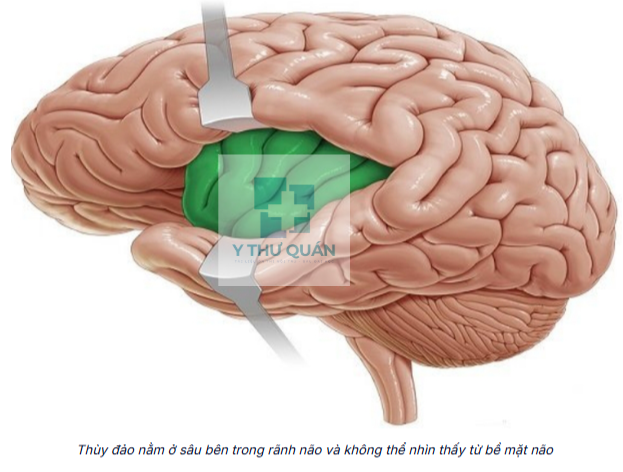 Y THƯ QUÁN
Thùy đảo nằm ở sâu bên trong rãnh não và không thể nhìn thấy từ bề mặt não